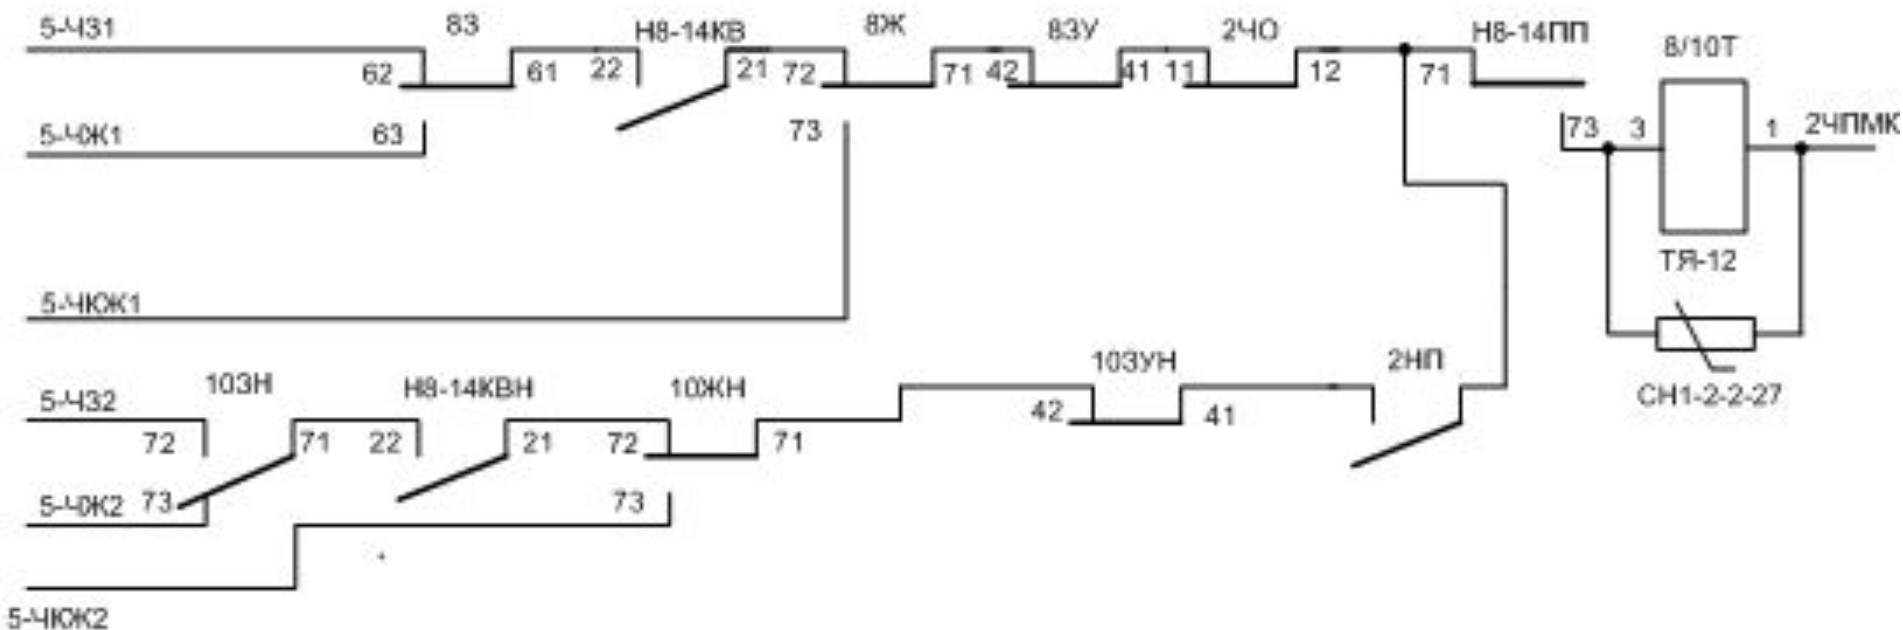 5-ЧЗ1
8З
Н8-14КВ
8Ж
8ЗУ
2ЧО
Н8-14ПП
8/10Т
62
61
22
21
72
71
42
41
11
12
71
5-ЧЖ1
63
73
73
3
1
2ЧПМК
ТЯ-12
5-ЧКЖ1
СН1-2-2-27
10ЗН
Н8-14КВН
10ЖН
10ЗУН
2НП
5-ЧЗ2
72
71
22
21
72
71
42
41
5-ЧЖ2
73
73
5-ЧКЖ2